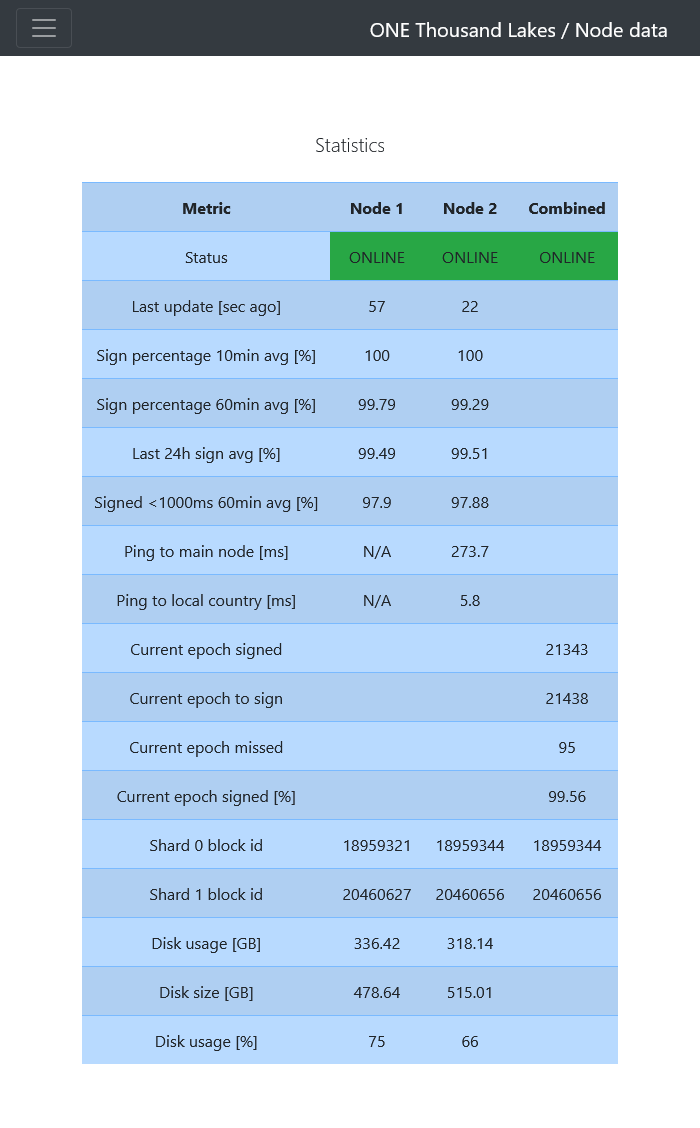 ONE Thousand Lakes / Node data
Statistics
Metric Node 1 Node 2 Combined
Status ONLINE ONLINE ONLINE
Last update [sec ago] 57 22
Sign percentage 10min avg [%] 100 100
Sign percentage 60min avg [%] 99.79 99.29
Last 24h sign avg [%] 99.49 99.51
Signed <1000ms 60min avg [%] 97.9 97.88
Ping to main node [ms] N/A 273.7
Ping to local country [ms] N/A 5.8
Current epoch signed 21343
Current epoch to sign 21438
Current epoch missed 95
Current epoch signed [%] 99.56
Shard 0 block id 18959321 18959344 18959344
Shard 1 block id 20460627 20460656 20460656
Disk usage [GB] 336.42 318.14
Disk size [GB] 478.64 515.01
Disk usage [%] 75 66